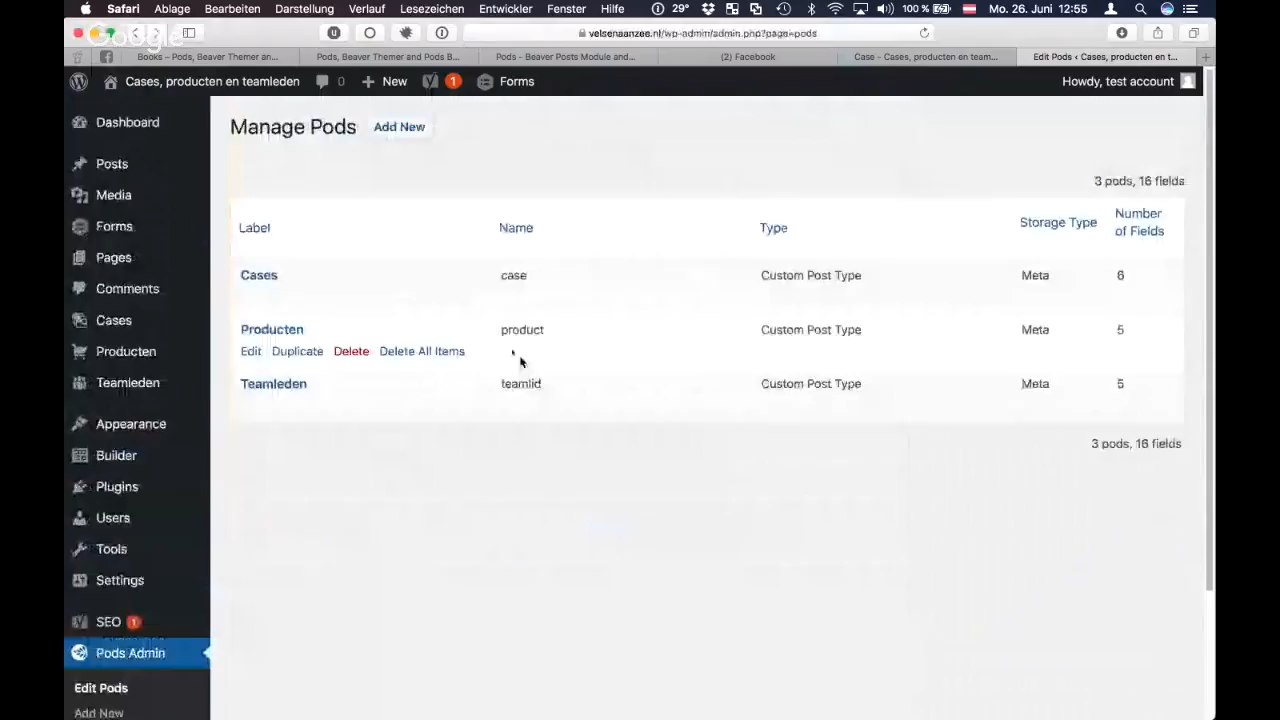 Safari Ablage Bearbeiten Darstellung Verlauf Lesezeichen Entwickler Fenster Hilfe 29° 100 % Mo. 26. Juni 12:55
Google
velsenaanzee.nl/wp-admin/admin.php?page=pods
Books – Pods, Beaver Themer an... Pods, Beaver Themer and Pods B... Pods - Beaver Posts Module and... (2) Facebook Case - Cases, producten en team... Edit Pods ‹ Cases, producten en t...
Cases, producten en teamleden 0 New 1 Forms Howdy, test account
Dashboard
Posts
Media
Forms
Pages
Comments
Cases
Producten
Teamleden
Appearance
Builder
Plugins
Users
Tools
Settings
SEO 1
Pods Admin
Edit Pods
Add New
Manage Pods Add New
3 pods, 16 fields
Label Name Type Storage Type Number of Fields
Cases case Custom Post Type Meta 6
Producten product Custom Post Type Meta 5
Edit Duplicate Delete Delete All Items
Teamleden teamlid Custom Post Type Meta 5
3 pods, 16 fields